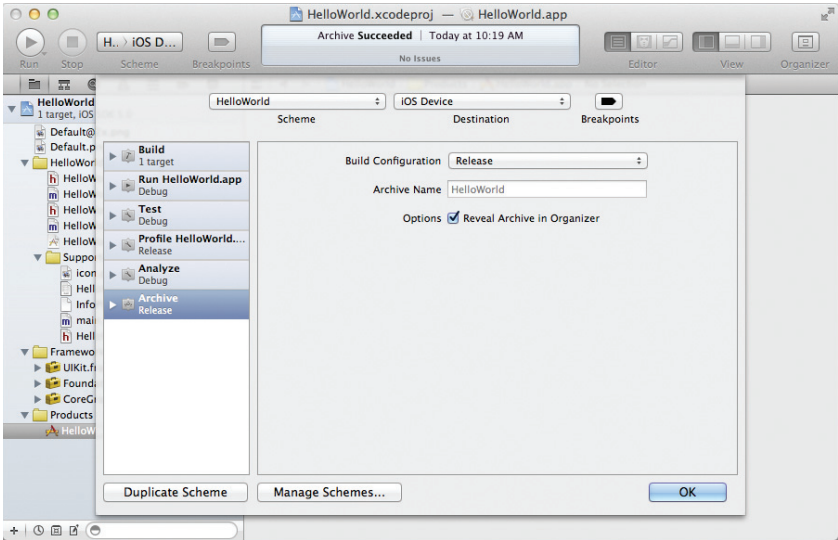 HelloWorld.xcodeproj — HelloWorld.app
Archive Succeeded | Today at 10:19 AM
No Issues
H.. > iOS D...
Run
Stop
Scheme
Breakpoints
Editor
View
Organizer
HelloWorld
1 target, iOS
Default@
Default.p
HelloWor
h HelloW
m HelloW
h HelloW
m HelloW
HelloW
Suppo
icon
Hell
Info
m mai
h Hell
Framewo
UIKit.fr
Founda
CoreGr
Products
HelloW
HelloWorld
iOS Device
Scheme
Destination
Breakpoints
Build
1 target
Run HelloWorld.app
Debug
Test
Debug
Profile HelloWorld....
Release
Analyze
Debug
Archive
Release
Build Configuration Release
Archive Name HelloWorld
Options Reveal Archive in Organizer
Duplicate Scheme
Manage Schemes...
OK